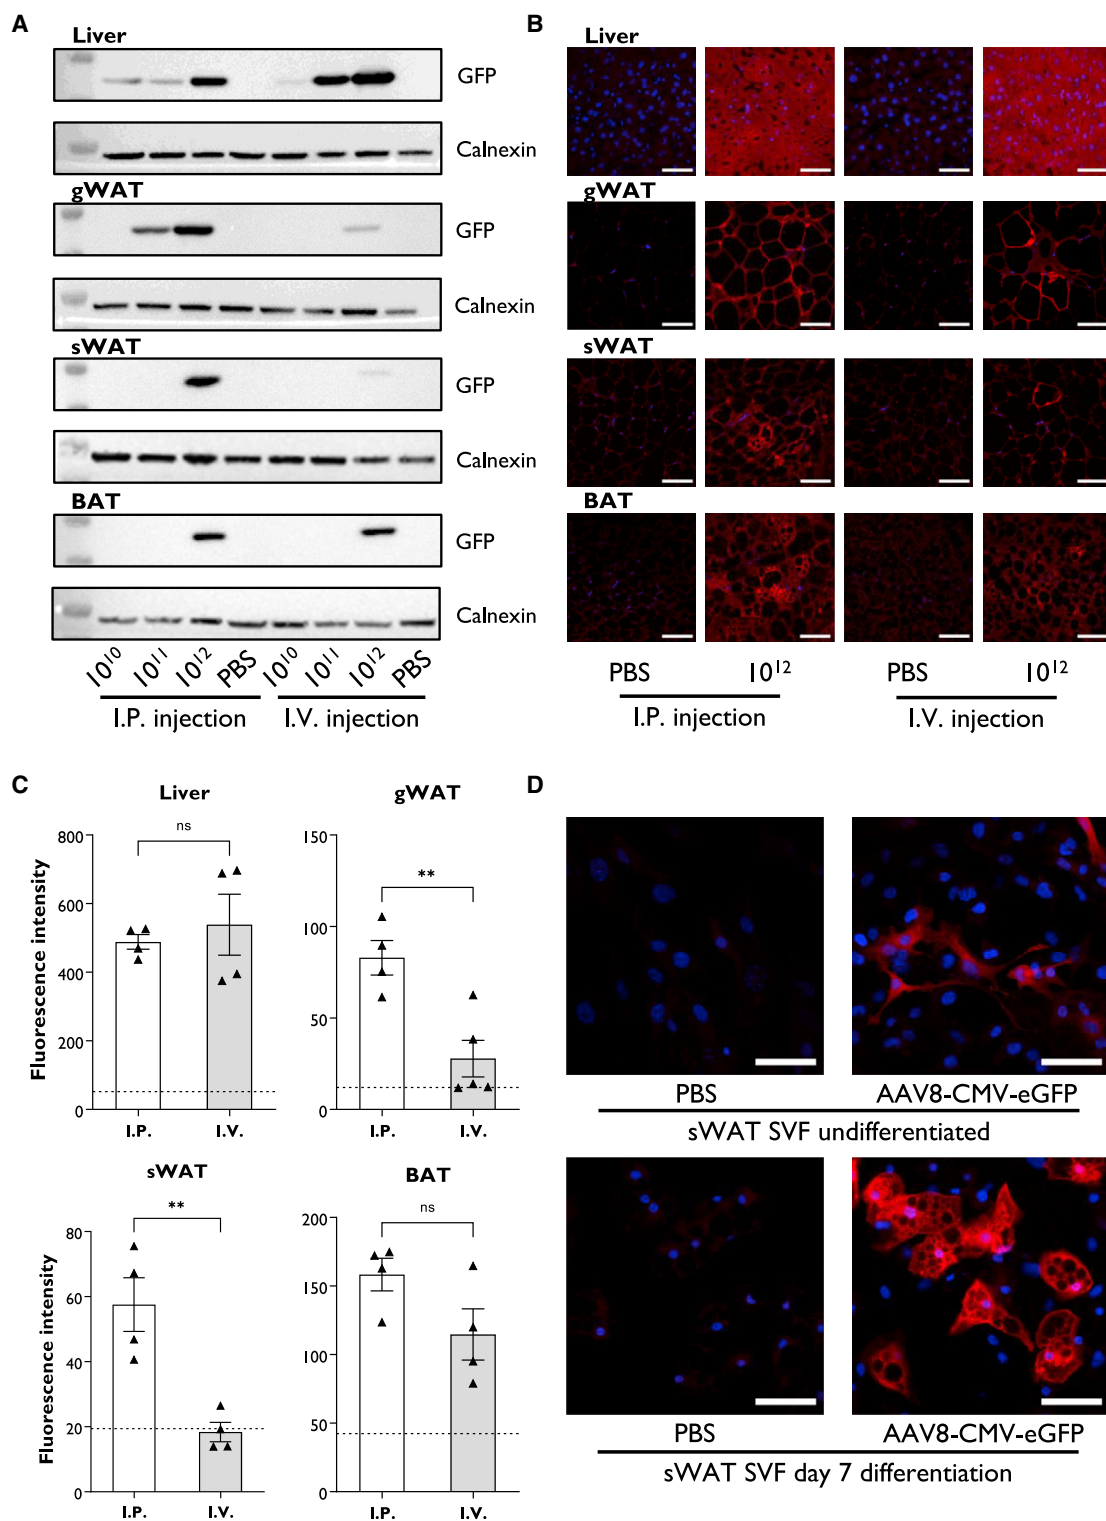 A
Liver
GFP
Calnexin
gWAT
GFP
Calnexin
sWAT
GFP
Calnexin
BAT
GFP
Calnexin
10¹⁰ 10¹¹ 10¹² PBS 10¹⁰ 10¹¹ 10¹² PBS
I.P. injection I.V. injection
B
Liver
gWAT
sWAT
BAT
PBS 10¹² PBS 10¹²
I.P. injection I.V. injection
C
Liver
Fluorescence intensity
800
600
400
200
0
ns
I.P. I.V.
gWAT
150
100
50
0
**
I.P. I.V.
sWAT
Fluorescence intensity
80
60
40
20
0
**
I.P. I.V.
BAT
200
150
100
50
0
ns
I.P. I.V.
D
PBS AAV8-CMV-eGFP
sWAT SVF undifferentiated
PBS AAV8-CMV-eGFP
sWAT SVF day 7 differentiation